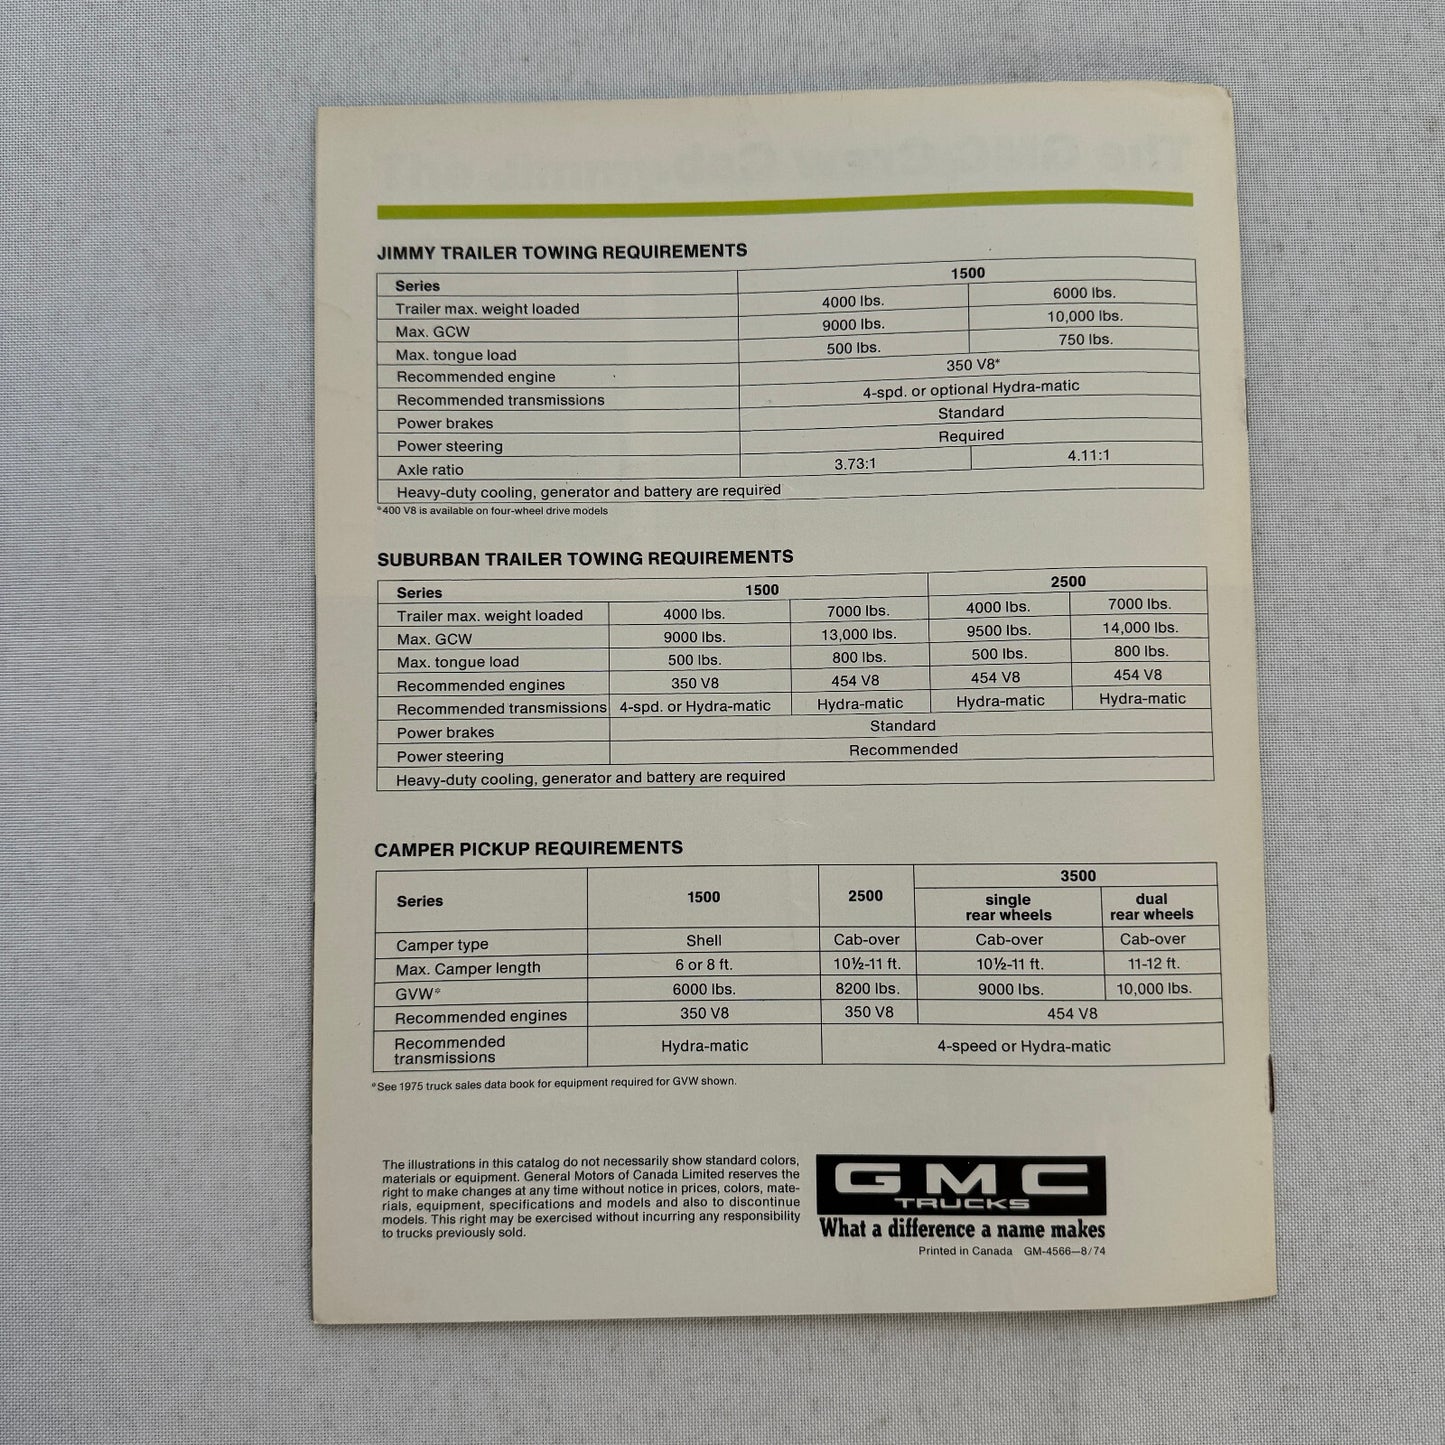 JIMMY TRAILER TOWING REQUIREMENTS
Series 1500
Trailer max. weight loaded 4000 lbs. 6000 lbs.
Max. GCW 9000 lbs. 10,000 lbs.
Max. tongue load 500 lbs. 750 lbs.
Recommended engine 350 V8*
Recommended transmissions 4-spd. or optional Hydra-matic
Power brakes Standard
Power steering Required
Axle ratio 3.73:1 4.11:1
Heavy-duty cooling, generator and battery are required
*400 V8 is available on four-wheel drive models
SUBURBAN TRAILER TOWING REQUIREMENTS
Series 1500 2500
Trailer max. weight loaded 4000 lbs. 7000 lbs. 4000 lbs. 7000 lbs.
Max. GCW 9000 lbs. 13,000 lbs. 9500 lbs. 14,000 lbs.
Max. tongue load 500 lbs. 800 lbs. 500 lbs. 800 lbs.
Recommended engines 350 V8 454 V8 454 V8 454 V8
Recommended transmissions 4-spd. or Hydra-matic Hydra-matic Hydra-matic Hydra-matic
Power brakes Standard
Power steering Recommended
Heavy-duty cooling, generator and battery are required
CAMPER PICKUP REQUIREMENTS
Series 1500 2500 3500
single dual
rear wheels rear wheels
Camper type Shell Cab-over Cab-over Cab-over
Max. Camper length 6 or 8 ft. 10½-11 ft. 10½-11 ft. 11-12 ft.
GVW* 6000 lbs. 8200 lbs. 9000 lbs. 10,000 lbs.
Recommended engines 350 V8 350 V8 454 V8
Recommended
transmissions Hydra-matic 4-speed or Hydra-matic
*See 1975 truck sales data book for equipment required for GVW shown.
The illustrations in this catalog do not necessarily show standard colors,
materials or equipment. General Motors of Canada Limited reserves the
right to make changes at any time without notice in prices, colors, mate-
rials, equipment, specifications and models and also to discontinue
models. This right may be exercised without incurring any responsibility
to trucks previously sold.
GMC
TRUCKS
What a difference a name makes
Printed in Canada GM-4566—8/74